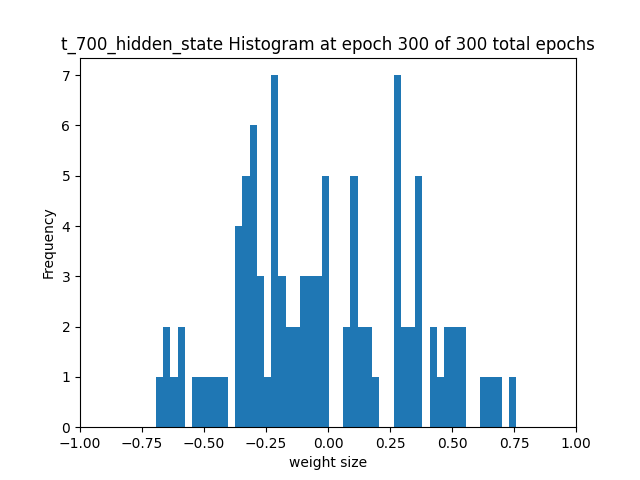 t_700_hidden_state Histogram at epoch 300 of 300 total epochs
7
6
5
4
3
2
1
0
Frequency
−1.00 −0.75 −0.50 −0.25 0.00 0.25 0.50 0.75 1.00
weight size